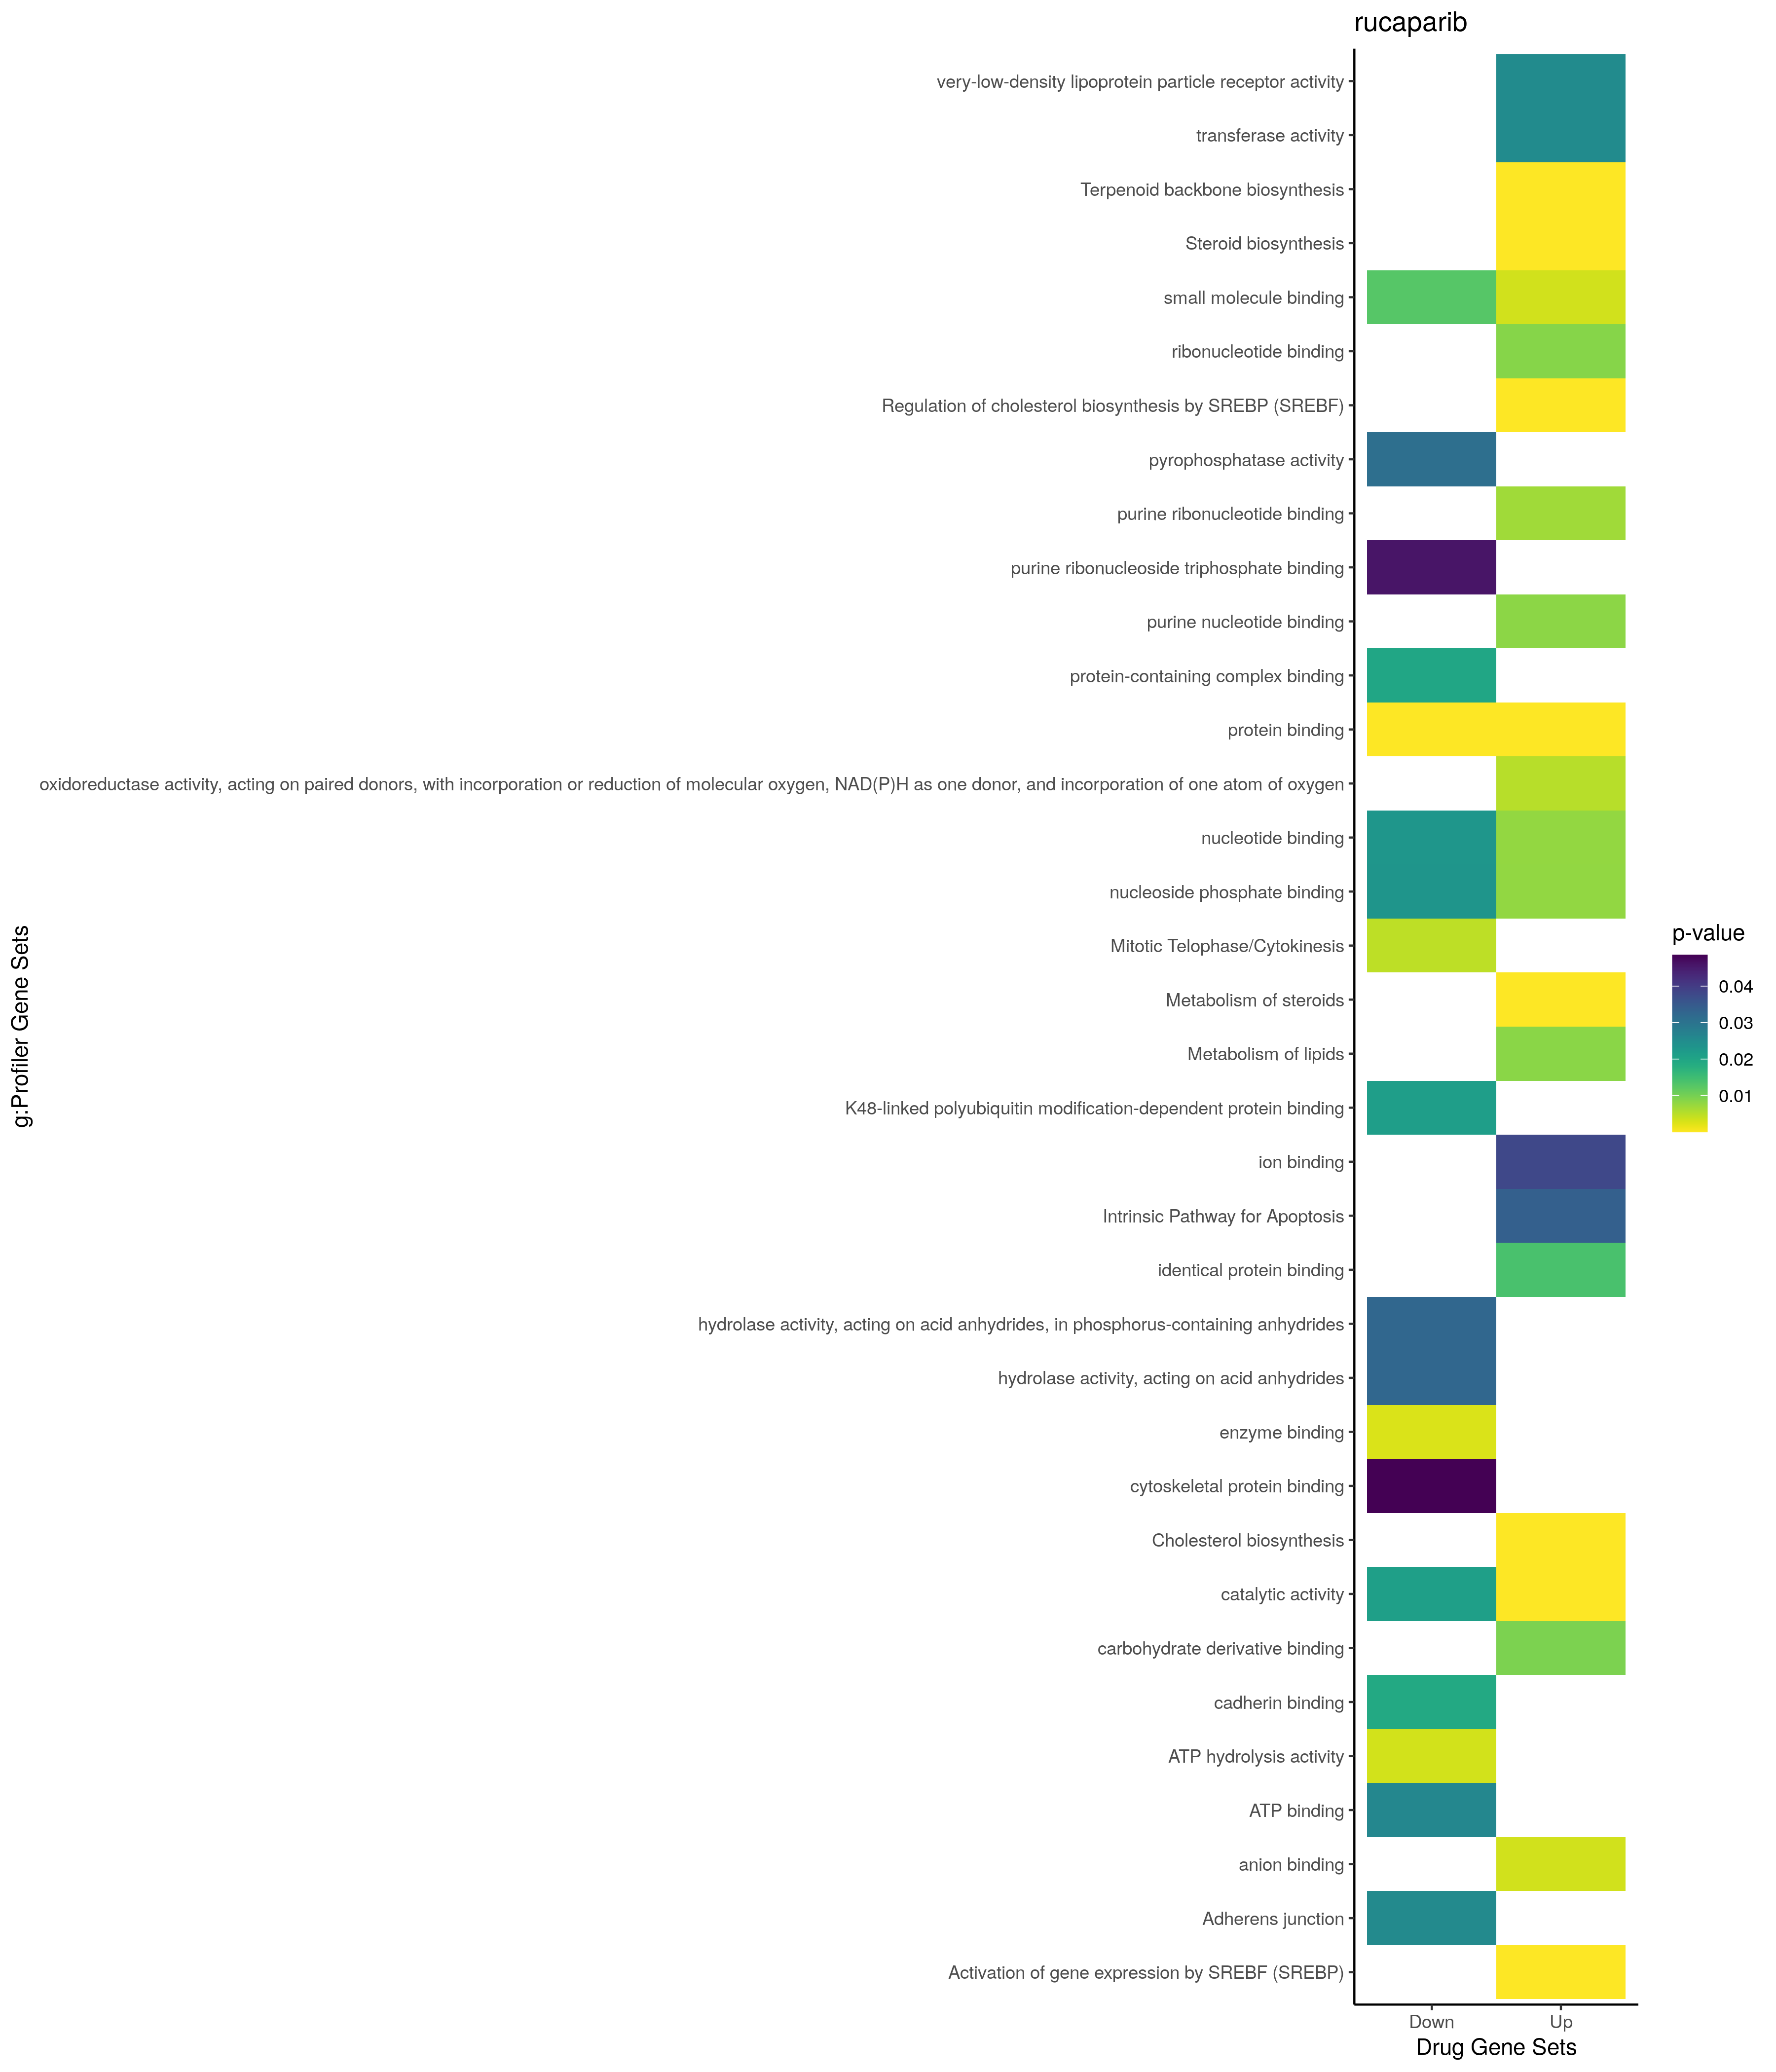 rucaparib
very-low-density lipoprotein particle receptor activity
transferase activity
Terpenoid backbone biosynthesis
Steroid biosynthesis
small molecule binding
ribonucleotide binding
Regulation of cholesterol biosynthesis by SREBP (SREBF)
pyrophosphatase activity
purine ribonucleotide binding
purine ribonucleoside triphosphate binding
purine nucleotide binding
protein-containing complex binding
protein binding
oxidoreductase activity, acting on paired donors, with incorporation or reduction of molecular oxygen, NAD(P)H as one donor, and incorporation of one atom of oxygen
nucleotide binding
nucleoside phosphate binding
Mitotic Telophase/Cytokinesis
Metabolism of steroids
Metabolism of lipids
K48-linked polyubiquitin modification-dependent protein binding
ion binding
Intrinsic Pathway for Apoptosis
identical protein binding
hydrolase activity, acting on acid anhydrides, in phosphorus-containing anhydrides
hydrolase activity, acting on acid anhydrides
enzyme binding
cytoskeletal protein binding
Cholesterol biosynthesis
catalytic activity
carbohydrate derivative binding
cadherin binding
ATP hydrolysis activity
ATP binding
anion binding
Adherens junction
Activation of gene expression by SREBF (SREBP)
g:Profiler Gene Sets
Down
Up
Drug Gene Sets
p-value
0.04
0.03
0.02
0.01